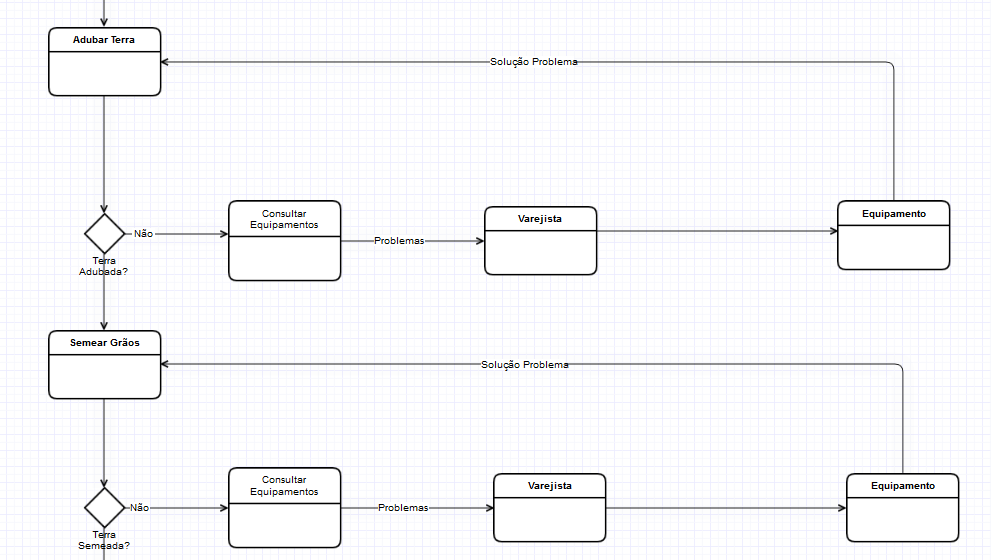 Adubar Terra
Solução Problema
Consultar
Equipamentos
Varejista
Equipamento
Não
Problemas
Terra
Adubada?
Semear Grãos
Solução Problema
Consultar
Equipamentos
Varejista
Equipamento
Não
Problemas
Terra
Semeada?